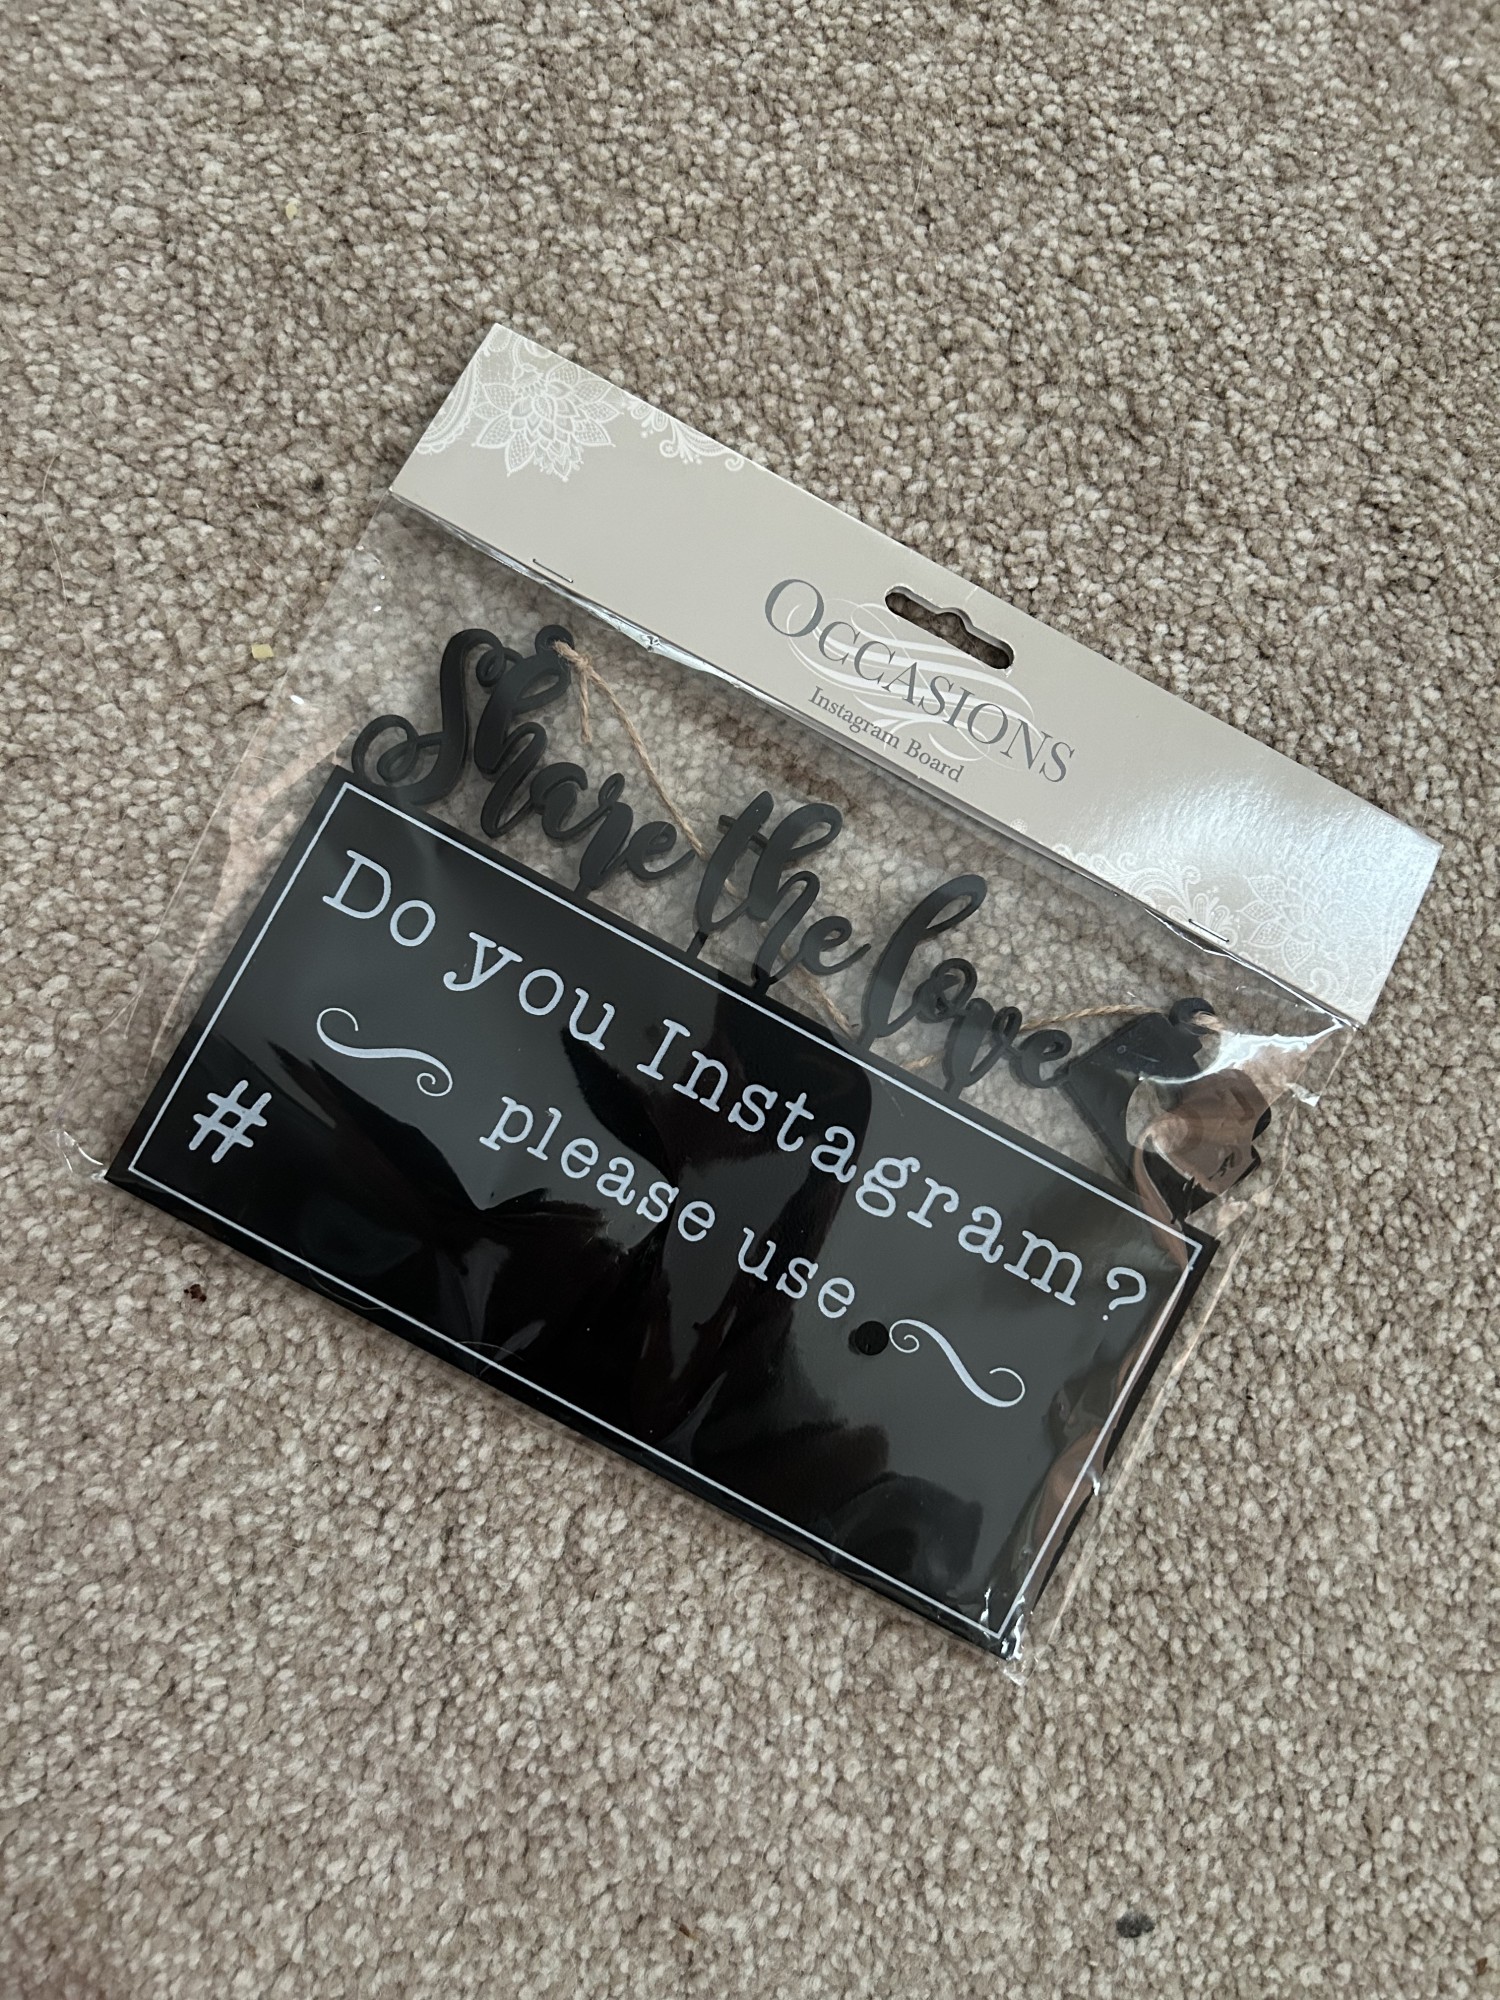 OCCASIONS
Instagram Board
Share the love
Do you Instagram?
please use
#